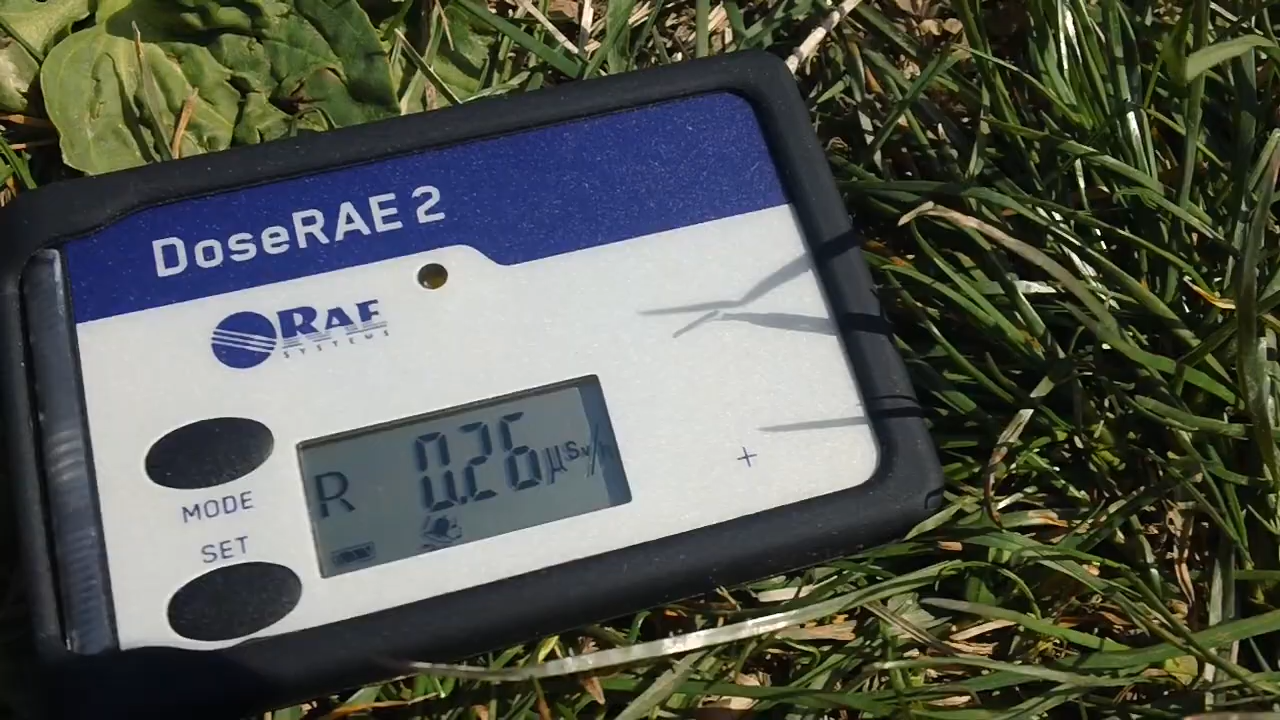 DoseRAE 2
RAE
SYSTEMS
MODE
SET
R 0.26 µSv/h
+